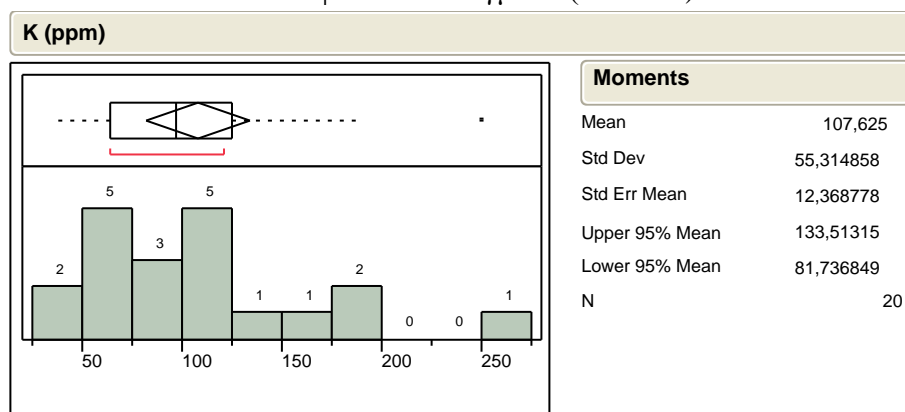 K (ppm)
Moments
Mean 107,625
Std Dev 55,314858
Std Err Mean 12,368778
Upper 95% Mean 133,51315
Lower 95% Mean 81,736849
N 20
2 5 3 5 1 1 2 0 0 1
50 100 150 200 250